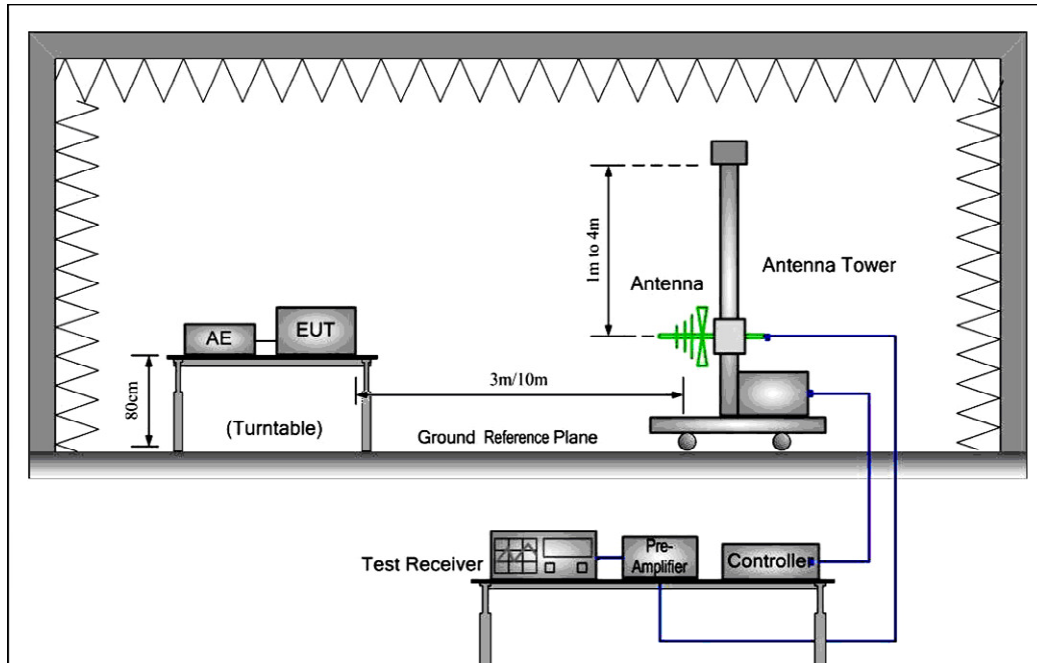 1m to 4m
Antenna Tower
Antenna
AE
EUT
80cm
3m/10m
(Turntable)
Ground Reference Plane
Test Receiver
Pre-
Amplifier
Controller